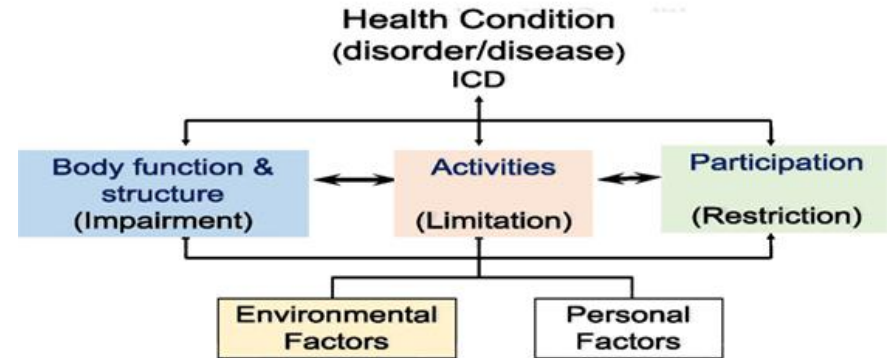 Health Condition
(disorder/disease)
ICD
Body function &
structure
(Impairment)
Activities
(Limitation)
Participation
(Restriction)
Environmental
Factors
Personal
Factors